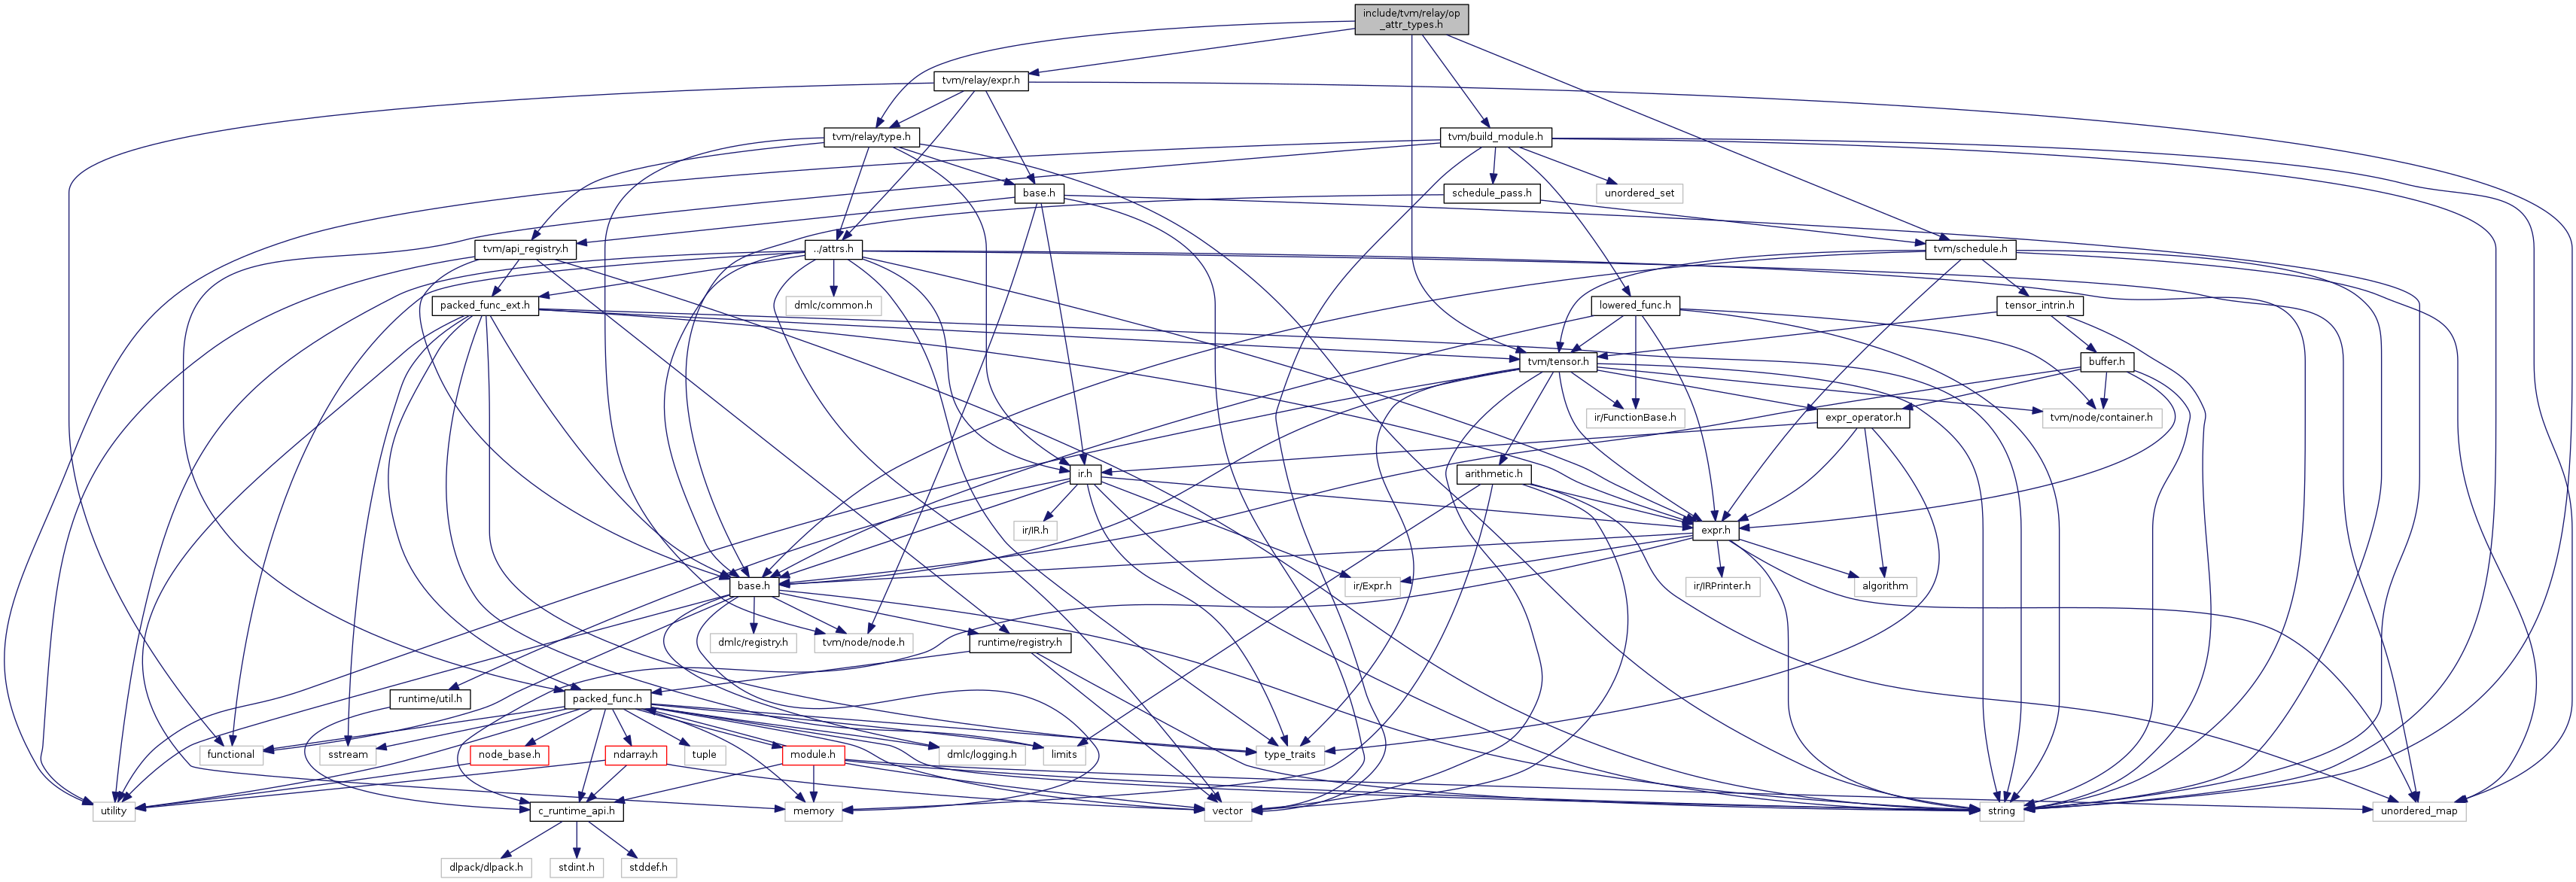 include/tvm/relay/op
_attr_types.h
tvm/relay/expr.h
tvm/relay/type.h
tvm/build_module.h
base.h
schedule_pass.h
unordered_set
tvm/api_registry.h
../attrs.h
tvm/schedule.h
packed_func_ext.h
dmlc/common.h
lowered_func.h
tensor_intrin.h
tvm/tensor.h
buffer.h
ir/FunctionBase.h
expr_operator.h
tvm/node/container.h
ir.h
arithmetic.h
ir/IR.h
expr.h
base.h
ir/Expr.h
ir/IRPrinter.h
algorithm
dmlc/registry.h
tvm/node/node.h
runtime/registry.h
runtime/util.h
packed_func.h
functional
sstream
node_base.h
ndarray.h
tuple
module.h
dmlc/logging.h
limits
type_traits
utility
c_runtime_api.h
memory
vector
string
unordered_map
dlpack/dlpack.h
stdint.h
stddef.h